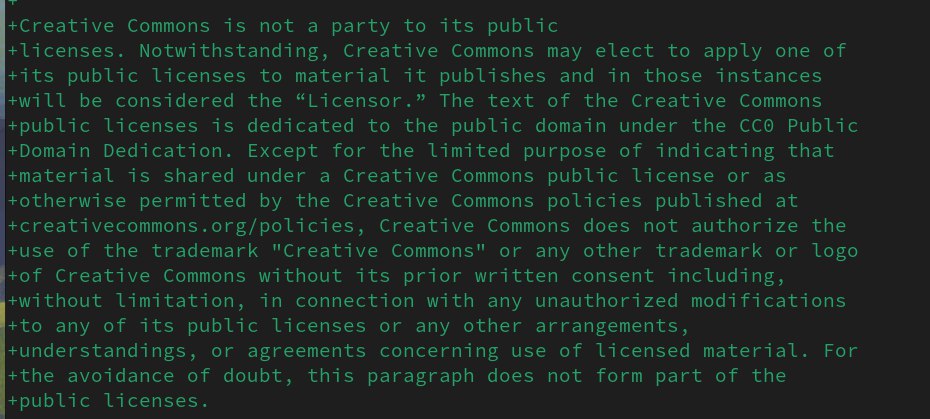 +
+Creative Commons is not a party to its public
+licenses. Notwithstanding, Creative Commons may elect to apply one of
+its public licenses to material it publishes and in those instances
+will be considered the “Licensor.” The text of the Creative Commons
+public licenses is dedicated to the public domain under the CC0 Public
+Domain Dedication. Except for the limited purpose of indicating that
+material is shared under a Creative Commons public license or as
+otherwise permitted by the Creative Commons policies published at
+creativecommons.org/policies, Creative Commons does not authorize the
+use of the trademark "Creative Commons" or any other trademark or logo
+of Creative Commons without its prior written consent including,
+without limitation, in connection with any unauthorized modifications
+to any of its public licenses or any other arrangements,
+understandings, or agreements concerning use of licensed material. For
+the avoidance of doubt, this paragraph does not form part of the
+public licenses.